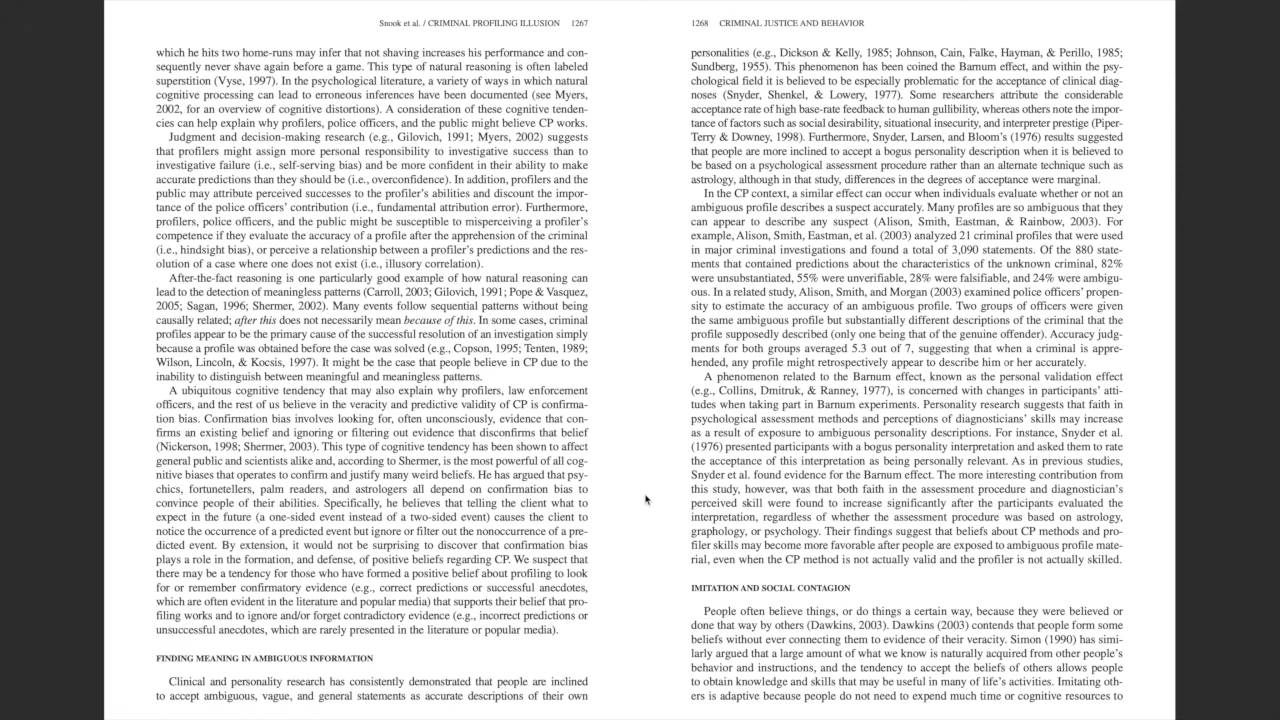 Snook et al. / CRIMINAL PROFILING ILLUSION 1267
which he hits two home-runs may infer that not shaving increases his performance and con-
sequently never shave again before a game. This type of natural reasoning is often labeled
superstition (Vyse, 1997). In the psychological literature, a variety of ways in which natural
cognitive processing can lead to erroneous inferences have been documented (see Myers,
2002, for an overview of cognitive distortions). A consideration of these cognitive tenden-
cies can help explain why profilers, police officers, and the public might believe CP works.
Judgment and decision-making research (e.g., Gilovich, 1991; Myers, 2002) suggests
that profilers might assign more personal responsibility to investigative success than to
investigative failure (i.e., self-serving bias) and be more confident in their ability to make
accurate predictions than they should be (i.e., overconfidence). In addition, profilers and the
public may attribute perceived successes to the profiler's abilities and discount the impor-
tance of the police officers' contribution (i.e., fundamental attribution error). Furthermore,
profilers, police officers, and the public might be susceptible to misperceiving a profiler's
competence if they evaluate the accuracy of a profile after the apprehension of the criminal
(i.e., hindsight bias), or perceive a relationship between a profiler's predictions and the res-
olution of a case where one does not exist (i.e., illusory correlation).
After-the-fact reasoning is one particularly good example of how natural reasoning can
lead to the detection of meaningless patterns (Carroll, 2003; Gilovich, 1991; Pope & Vasquez,
2005; Sagan, 1996; Shermer, 2002). Many events follow sequential patterns without being
causally related; after this does not necessarily mean because of this. In some cases, criminal
profiles appear to be the primary cause of the successful resolution of an investigation simply
because a profile was obtained before the case was solved (e.g., Copson, 1995; Tenten, 1989;
Wilson, Lincoln, & Kocsis, 1997). It might be the case that people believe in CP due to the
inability to distinguish between meaningful and meaningless patterns.
A ubiquitous cognitive tendency that may also explain why profilers, law enforcement
officers, and the rest of us believe in the veracity and predictive validity of CP is confirma-
tion bias. Confirmation bias involves looking for, often unconsciously, evidence that con-
firms an existing belief and ignoring or filtering out evidence that disconfirms that belief
(Nickerson, 1998; Shermer, 2003). This type of cognitive tendency has been shown to affect
general public and scientists alike and, according to Shermer, is the most powerful of all cog-
nitive biases that operates to confirm and justify many weird beliefs. He has argued that psy-
chics, fortunetellers, palm readers, and astrologers all depend on confirmation bias to
convince people of their abilities. Specifically, he believes that telling the client what to
expect in the future (a one-sided event instead of a two-sided event) causes the client to
notice the occurrence of a predicted event but ignore or filter out the nonoccurrence of a pre-
dicted event. By extension, it would not be surprising to discover that confirmation bias
plays a role in the formation, and defense, of positive beliefs regarding CP. We suspect that
there may be a tendency for those who have formed a positive belief about profiling to look
for or remember confirmatory evidence (e.g., correct predictions or successful anecdotes,
which are often evident in the literature and popular media) that supports their belief that pro-
filing works and to ignore and/or forget contradictory evidence (e.g., incorrect predictions or
unsuccessful anecdotes, which are rarely presented in the literature or popular media).
FINDING MEANING IN AMBIGUOUS INFORMATION
Clinical and personality research has consistently demonstrated that people are inclined
to accept ambiguous, vague, and general statements as accurate descriptions of their own
1268 CRIMINAL JUSTICE AND BEHAVIOR
personalities (e.g., Dickson & Kelly, 1985; Johnson, Cain, Falke, Hayman, & Perillo, 1985;
Sundberg, 1955). This phenomenon has been coined the Barnum effect, and within the psy-
chological field it is believed to be especially problematic for the acceptance of clinical diag-
noses (Snyder, Shenkel, & Lowery, 1977). Some researchers attribute the considerable
acceptance rate of high base-rate feedback to human gullibility, whereas others note the impor-
tance of factors such as social desirability, situational insecurity, and interpreter prestige (Piper-
Terry & Downey, 1998). Furthermore, Snyder, Larsen, and Bloom's (1976) results suggested
that people are more inclined to accept a bogus personality description when it is believed to
be based on a psychological assessment procedure rather than an alternate technique such as
astrology, although in that study, differences in the degrees of acceptance were marginal.
In the CP context, a similar effect can occur when individuals evaluate whether or not an
ambiguous profile describes a suspect accurately. Many profiles are so ambiguous that they
can appear to describe any suspect (Alison, Smith, Eastman, & Rainbow, 2003). For
example, Alison, Smith, Eastman, et al. (2003) analyzed 21 criminal profiles that were used
in major criminal investigations and found a total of 3,090 statements. Of the 880 state-
ments that contained predictions about the characteristics of the unknown criminal, 82%
were unsubstantiated, 55% were unverifiable, 28% were falsifiable, and 24% were ambigu-
ous. In a related study, Alison, Smith, and Morgan (2003) examined police officers' propen-
sity to estimate the accuracy of an ambiguous profile. Two groups of officers were given
the same ambiguous profile but substantially different descriptions of the criminal that the
profile supposedly described (only one being that of the genuine offender). Accuracy judg-
ments for both groups averaged 5.3 out of 7, suggesting that when a criminal is appre-
hended, any profile might retrospectively appear to describe him or her accurately.
A phenomenon related to the Barnum effect, known as the personal validation effect
(e.g., Collins, Dmitruk, & Ranney, 1977), is concerned with changes in participants' atti-
tudes when taking part in Barnum experiments. Personality research suggests that faith in
psychological assessment methods and perceptions of diagnosticians' skills may increase
as a result of exposure to ambiguous personality descriptions. For instance, Snyder et al.
(1976) presented participants with a bogus personality interpretation and asked them to rate
the acceptance of this interpretation as being personally relevant. As in previous studies,
Snyder et al. found evidence for the Barnum effect. The more interesting contribution from
this study, however, was that both faith in the assessment procedure and diagnostician's
perceived skill were found to increase significantly after the participants evaluated the
interpretation, regardless of whether the assessment procedure was based on astrology,
graphology, or psychology. Their findings suggest that beliefs about CP methods and pro-
filer skills may become more favorable after people are exposed to ambiguous profile mate-
rial, even when the CP method is not actually valid and the profiler is not actually skilled.
IMITATION AND SOCIAL CONTAGION
People often believe things, or do things a certain way, because they were believed or
done that way by others (Dawkins, 2003). Dawkins (2003) contends that people form some
beliefs without ever connecting them to evidence of their veracity. Simon (1990) has simi-
larly argued that a large amount of what we know is naturally acquired from other people's
behavior and instructions, and the tendency to accept the beliefs of others allows people
to obtain knowledge and skills that may be useful in many of life's activities. Imitating oth-
ers is adaptive because people do not need to expend much time or cognitive resources to